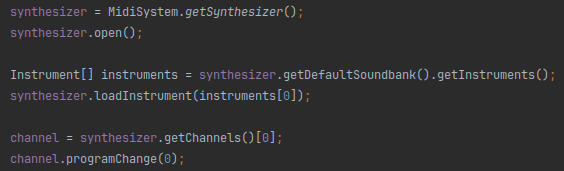 synthesizer = MidiSystem.getSynthesizer();
synthesizer.open();
Instrument[] instruments = synthesizer.getDefaultSoundbank().getInstruments();
synthesizer.loadInstrument(instruments[0]);
channel = synthesizer.getChannels()[0];
channel.programChange(0);